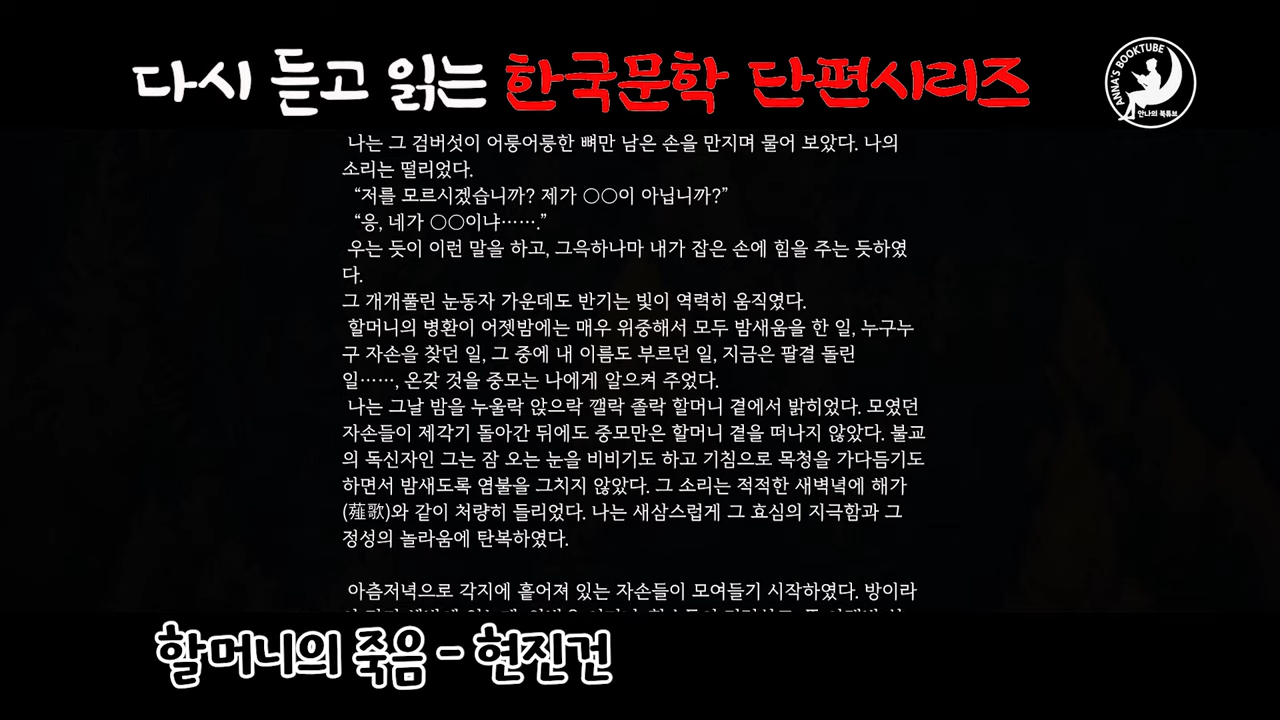 다시 듣고 읽는 한국문학 단편시리즈
ANNA'S BOOKTUBE
안나의 북튜브
나는 그 검버섯이 어룽어룽한 뼈만 남은 손을 만지며 물어 보았다. 나의
소리는 떨리었다.
“저를 모르시겠습니까? 제가 ○○이 아닙니까?”
“응, 네가 ○○이냐…….”
우는 듯이 이런 말을 하고, 그윽하나마 내가 잡은 손에 힘을 주는 듯하였
다.
그 개개풀린 눈동자 가운데도 반기는 빛이 역력히 움직였다.
할머니의 병환이 어젯밤에는 매우 위중해서 모두 밤새움을 한 일, 누구누
구 자손을 찾던 일, 그 중에 내 이름도 부르던 일, 지금은 팔결 돌린
일……, 온갖 것을 중모는 나에게 알으켜 주었다.
나는 그날 밤을 누울락 앉으락 깰락 졸락 할머니 곁에서 밝히었다. 모였던
자손들이 제각기 돌아간 뒤에도 중모만은 할머니 곁을 떠나지 않았다. 불교
의 독신자인 그는 잠 오는 눈을 비비기도 하고 기침으로 목청을 가다듬기도
하면서 밤새도록 염불을 그치지 않았다. 그 소리는 적적한 새벽녘에 해가
(薤歌)와 같이 처량히 들리었다. 나는 새삼스럽게 그 효심의 지극함과 그
정성의 놀라움에 탄복하였다.
아츰저녁으로 각지에 흩어져 있는 자손들이 모여들기 시작하였다. 방이라
할머니의 죽음 - 현진건